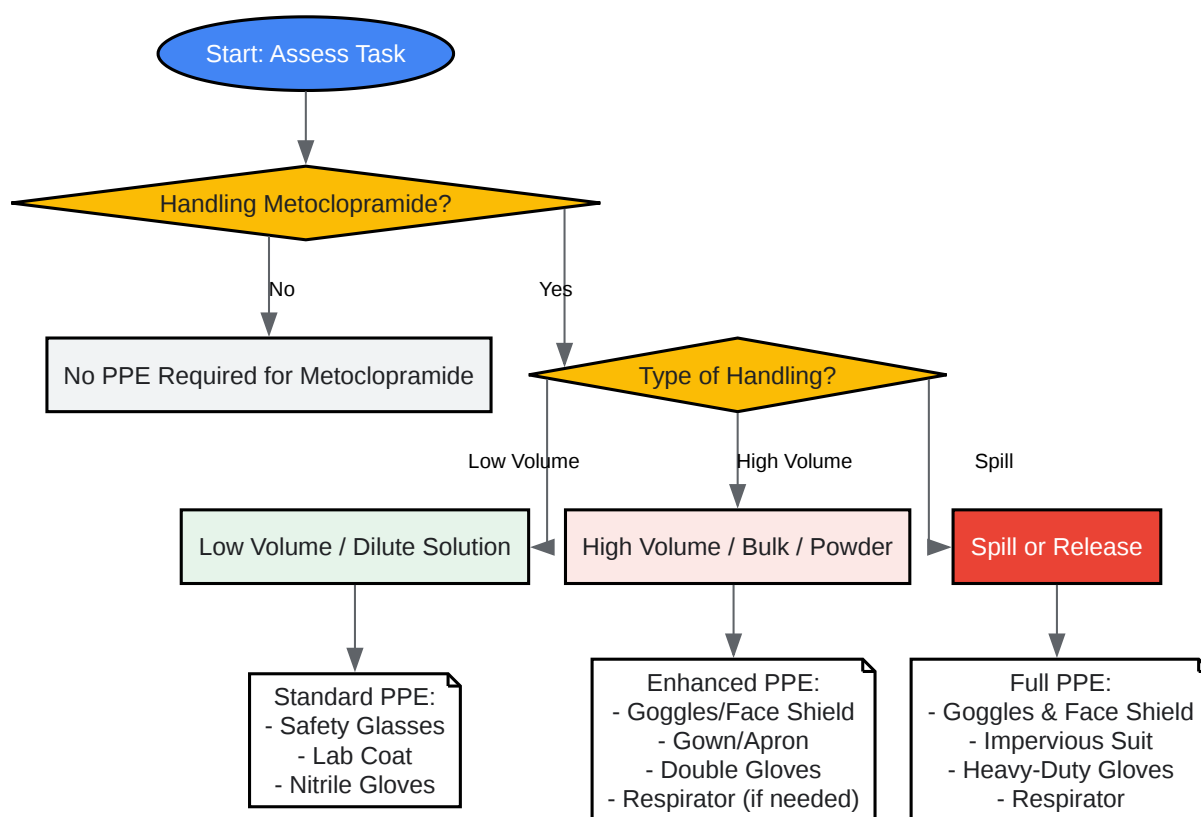 Start: Assess Task
Handling Metoclopramide?
No
Yes
No PPE Required for Metoclopramide
Type of Handling?
Low Volume
High Volume
Spill
Low Volume / Dilute Solution
High Volume / Bulk / Powder
Spill or Release
Standard PPE:
- Safety Glasses
- Lab Coat
- Nitrile Gloves
Enhanced PPE:
- Goggles/Face Shield
- Gown/Apron
- Double Gloves
- Respirator (if needed)
Full PPE:
- Goggles & Face Shield
- Impervious Suit
- Heavy-Duty Gloves
- Respirator